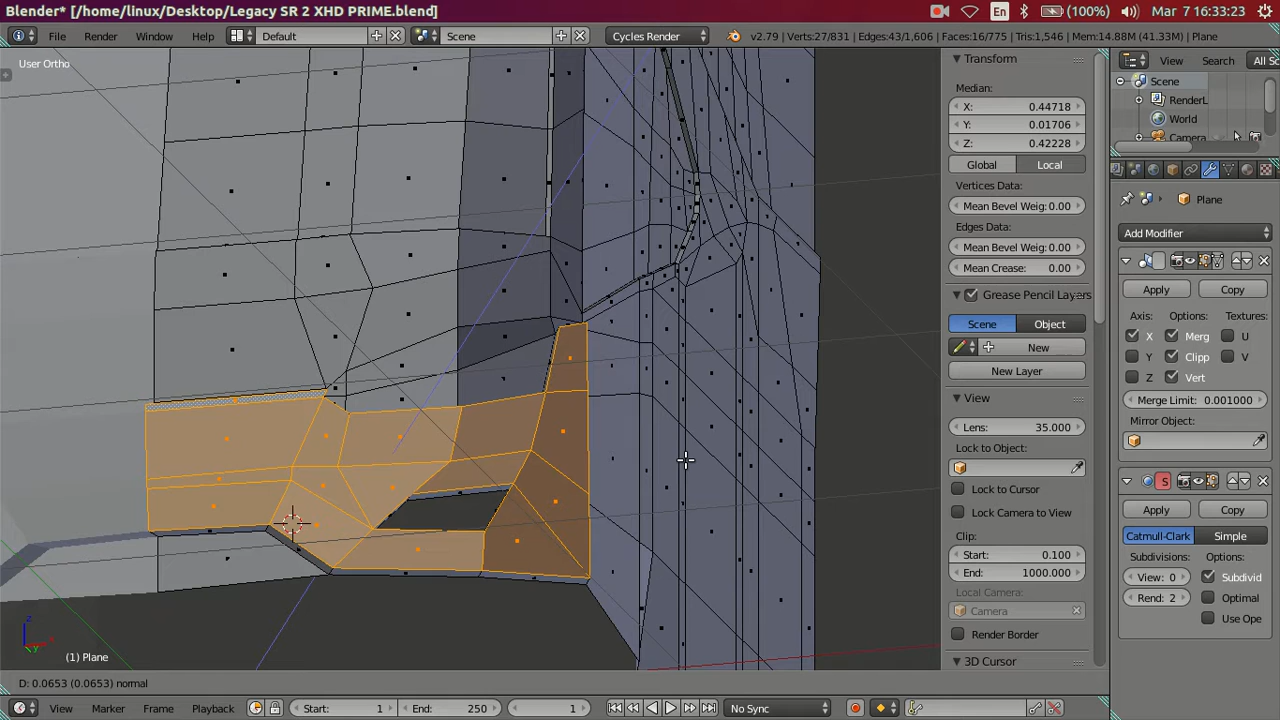 Blender* [/home/linux/Desktop/Legacy SR 2 XHD PRIME.blend]
En (100%) Mar 7 16:33:23
File Render Window Help Default Scene Cycles Render v2.79 | Verts:27/831 | Edges:43/1,606 | Faces:16/775 | Tris:1,546 | Mem:14.88M (41.33M) | Plane
User Ortho
Transform
Median:
X: 0.44718
Y: 0.01706
Z: 0.42228
Global Local
Vertices Data:
Mean Bevel Weig: 0.00
Edges Data:
Mean Bevel Weig: 0.00
Mean Crease: 0.00
Grease Pencil Layers
Scene Object
New
New Layer
View
Lens: 35.000
Lock to Object:
Lock to Cursor
Lock Camera to View
Clip:
Start: 0.100
End: 1000.000
Local Camera:
Camera
Render Border
3D Cursor
View Search All Sc
Scene
RenderL
World
Camera
Plane
Add Modifier
Apply Copy
Axis: Options: Textures:
X Merg U
Y Clipp V
Z Vert
Merge Limit: 0.001000
Mirror Object:
S
Apply Copy
Catmull-Clark Simple
Subdivisions: Options:
View: 0 Subdivid
Rend: 2 Optimal
Use Ope
z
x
y
(1) Plane
D: 0.0653 (0.0653) normal
View Marker Frame Playback Start: 1 End: 250 1 No Sync